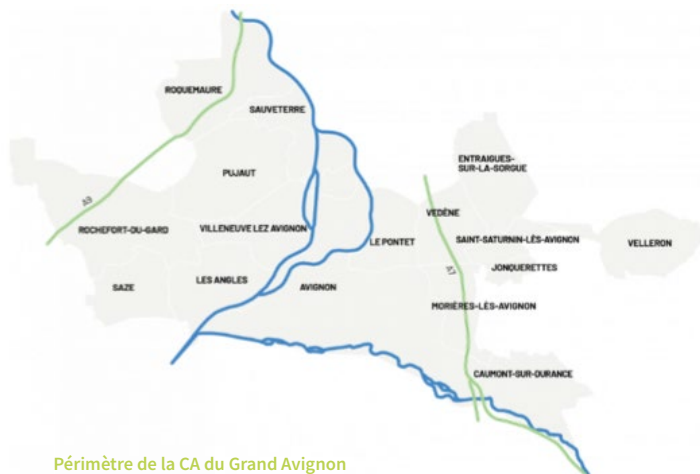 ROQUEMAURE
SAUVETERRE
ENTRAIGUES-
SUR-LA-SORGUE
PUJAUT
A9
VEDÈNE
ROCHEFORT-DU-GARD
VILLENEUVE LEZ AVIGNON
LE PONTET
SAINT-SATURNIN-LÈS-AVIGNON
VELLERON
JONQUERETTES
A7
LES ANGLES
SAZE
AVIGNON
MORIÈRES-LÈS-AVIGNON
CAUMONT-SUR-DURANCE
Périmètre de la CA du Grand Avignon